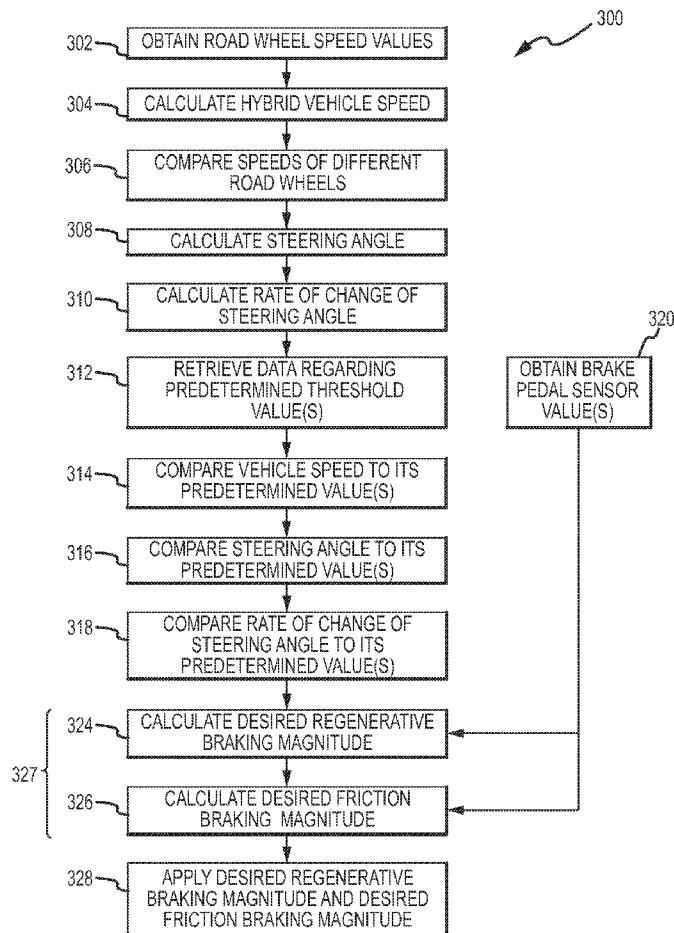 300
302
OBTAIN ROAD WHEEL SPEED VALUES
304
CALCULATE HYBRID VEHICLE SPEED
306
COMPARE SPEEDS OF DIFFERENT
ROAD WHEELS
308
CALCULATE STEERING ANGLE
310
CALCULATE RATE OF CHANGE OF
STEERING ANGLE
312
RETRIEVE DATA REGARDING
PREDETERMINED THRESHOLD
VALUE(S)
320
OBTAIN BRAKE
PEDAL SENSOR
VALUE(S)
314
COMPARE VEHICLE SPEED TO ITS
PREDETERMINED VALUE(S)
316
COMPARE STEERING ANGLE TO ITS
PREDETERMINED VALUE(S)
318
COMPARE RATE OF CHANGE OF
STEERING ANGLE TO ITS
PREDETERMINED VALUE(S)
327
324
CALCULATE DESIRED REGENERATIVE
BRAKING MAGNITUDE
326
CALCULATE DESIRED FRICTION
BRAKING MAGNITUDE
328
APPLY DESIRED REGENERATIVE
BRAKING MAGNITUDE AND DESIRED
FRICTION BRAKING MAGNITUDE